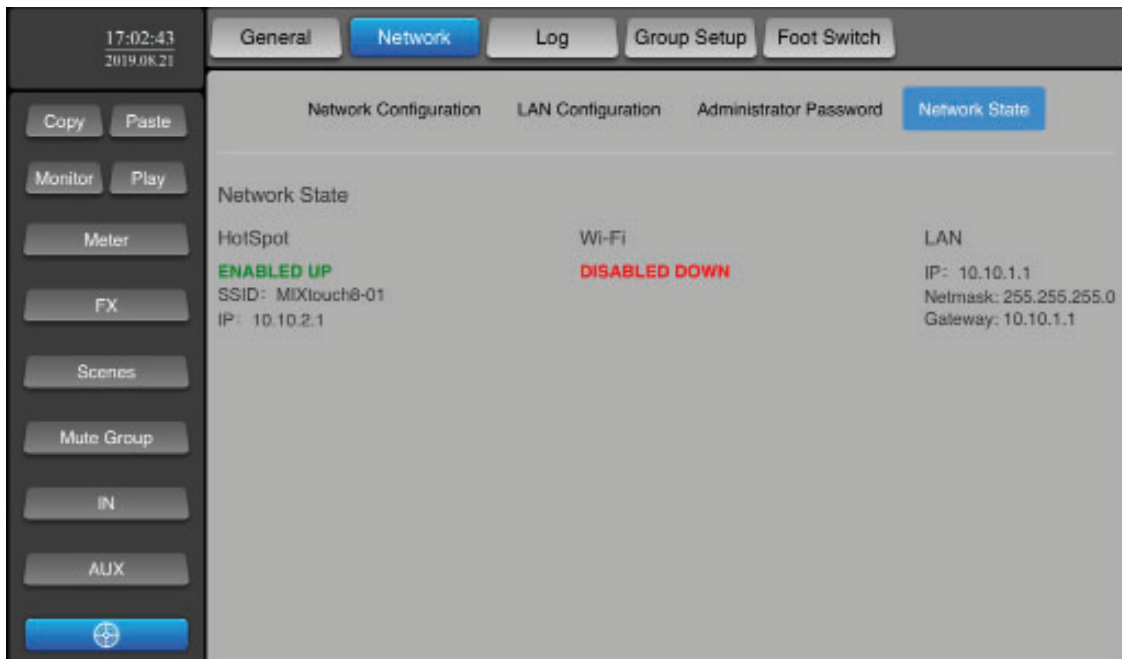 17:02:43
2019.08.21
General Network Log Group Setup Foot Switch
Network Configuration LAN Configuration Administrator Password Network State
Copy Paste
Monitor Play
Meter
FX
Scenes
Mute Group
IN
AUX
Network State
HotSpot
ENABLED UP
SSID: MIXtouch8-01
IP: 10.10.2.1
Wi-Fi
DISABLED DOWN
LAN
IP: 10.10.1.1
Netmask: 255.255.255.0
Gateway: 10.10.1.1